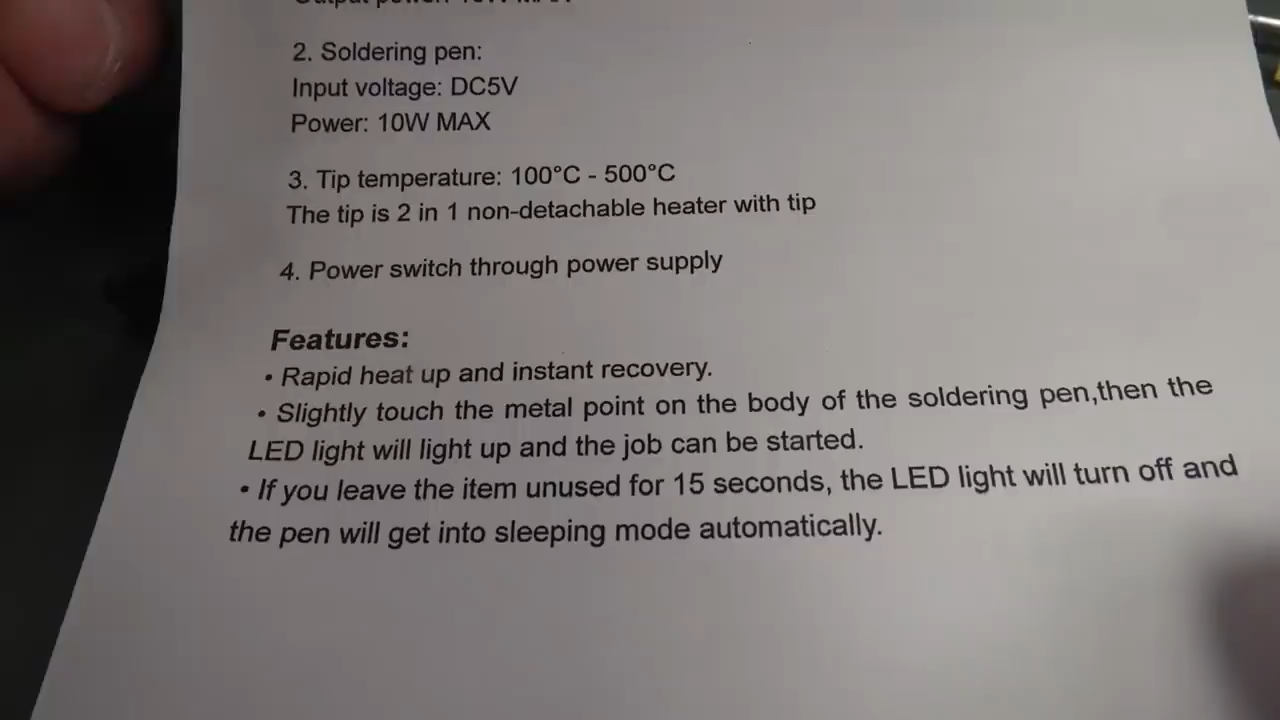 2. Soldering pen:
Input voltage: DC5V
Power: 10W MAX
3. Tip temperature: 100°C - 500°C
The tip is 2 in 1 non-detachable heater with tip
4. Power switch through power supply
Features:
• Rapid heat up and instant recovery.
• Slightly touch the metal point on the body of the soldering pen,then the
LED light will light up and the job can be started.
• If you leave the item unused for 15 seconds, the LED light will turn off and
the pen will get into sleeping mode automatically.